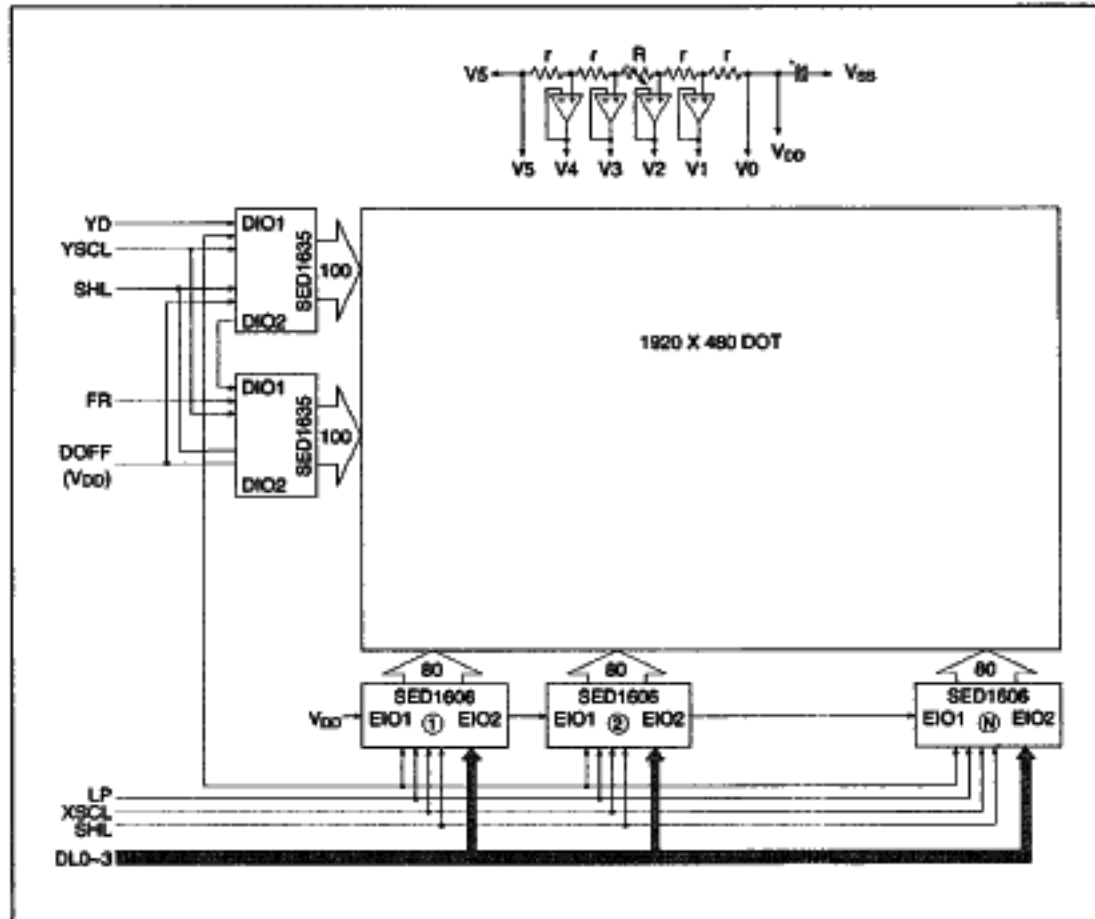 r r R r r
V5 VSS
VDD
V5 V4 V3 V2 V1 V0
YD DIO1
YSCL
SED1635
100
SHL
DIO2
1920 X 480 DOT
DIO1
FR
SED1635
100
DOFF
(VDD)
DIO2
80 80 80
SED1606 SED1606 SED1606
VDD EIO1 1 EIO2 EIO1 2 EIO2 EIO1 N EIO2
LP
XSCL
SHL
DL0~3